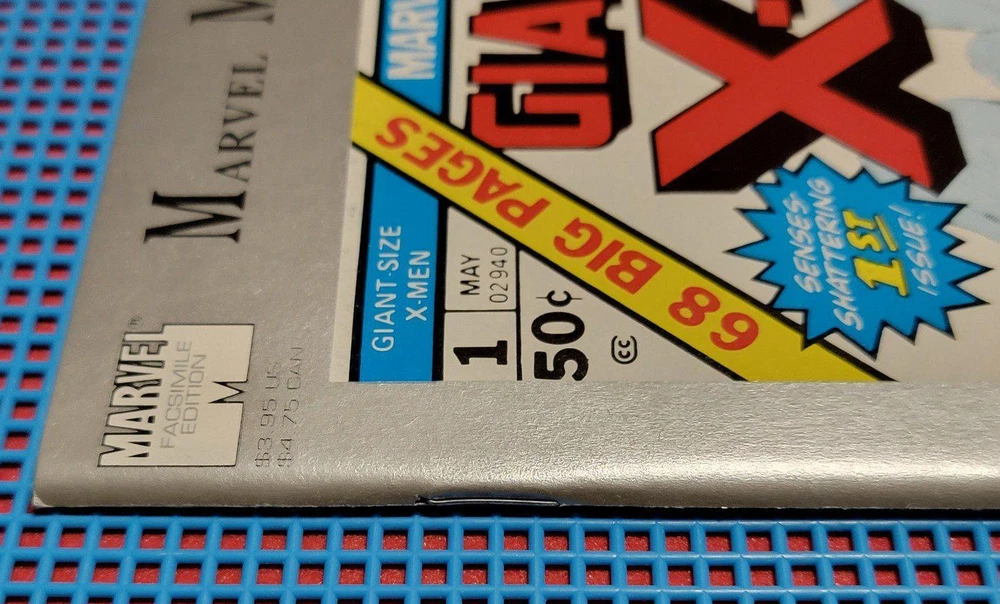 MARVEL M
MARVEL™
FACSIMILE
EDITION
M
$3.95 US
$4.75 CAN
MARV
GIANT-SIZE
X-MEN
MAY
02940
1
50¢
CC
GIA
X-
68 BIG PAGES
SENSES-
SHATTERING
1ST
ISSUE!